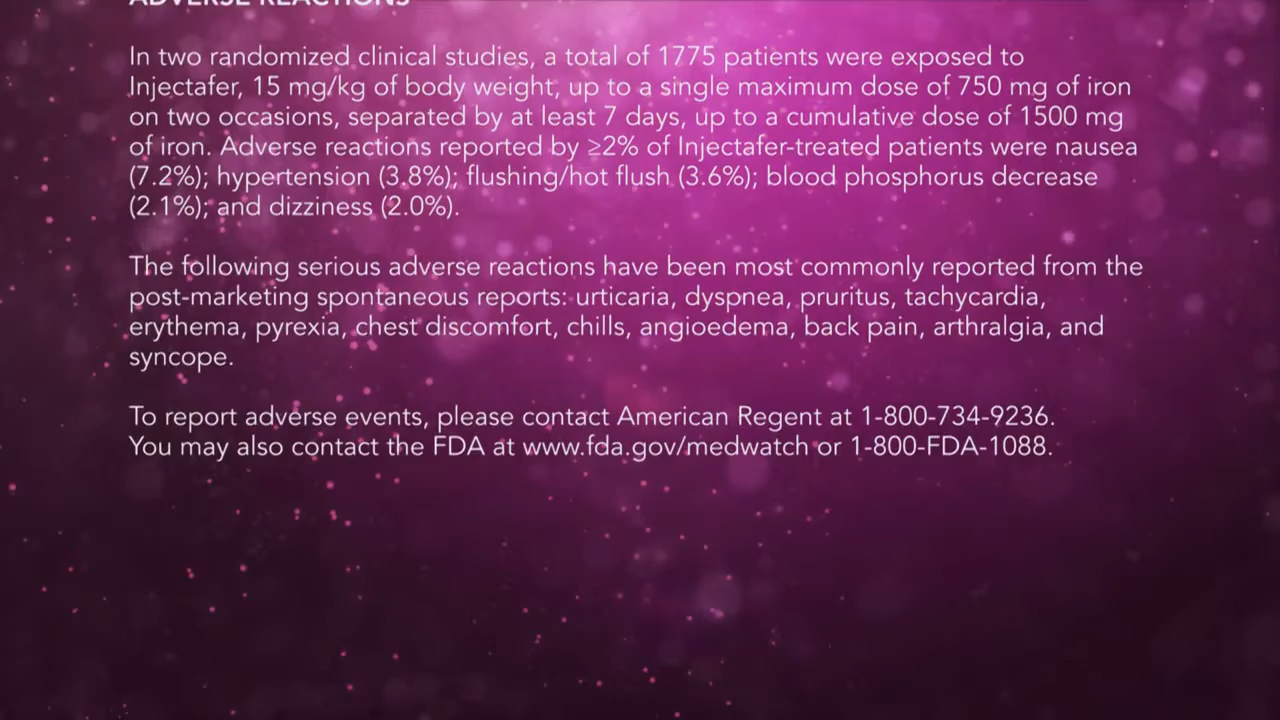 ADVERSE REACTIONS
In two randomized clinical studies, a total of 1775 patients were exposed to
Injectafer, 15 mg/kg of body weight, up to a single maximum dose of 750 mg of iron
on two occasions, separated by at least 7 days, up to a cumulative dose of 1500 mg
of iron. Adverse reactions reported by ≥2% of Injectafer-treated patients were nausea
(7.2%); hypertension (3.8%); flushing/hot flush (3.6%); blood phosphorus decrease
(2.1%); and dizziness (2.0%).
The following serious adverse reactions have been most commonly reported from the
post-marketing spontaneous reports: urticaria, dyspnea, pruritus, tachycardia,
erythema, pyrexia, chest discomfort, chills, angioedema, back pain, arthralgia, and
syncope.
To report adverse events, please contact American Regent at 1-800-734-9236.
You may also contact the FDA at www.fda.gov/medwatch or 1-800-FDA-1088.